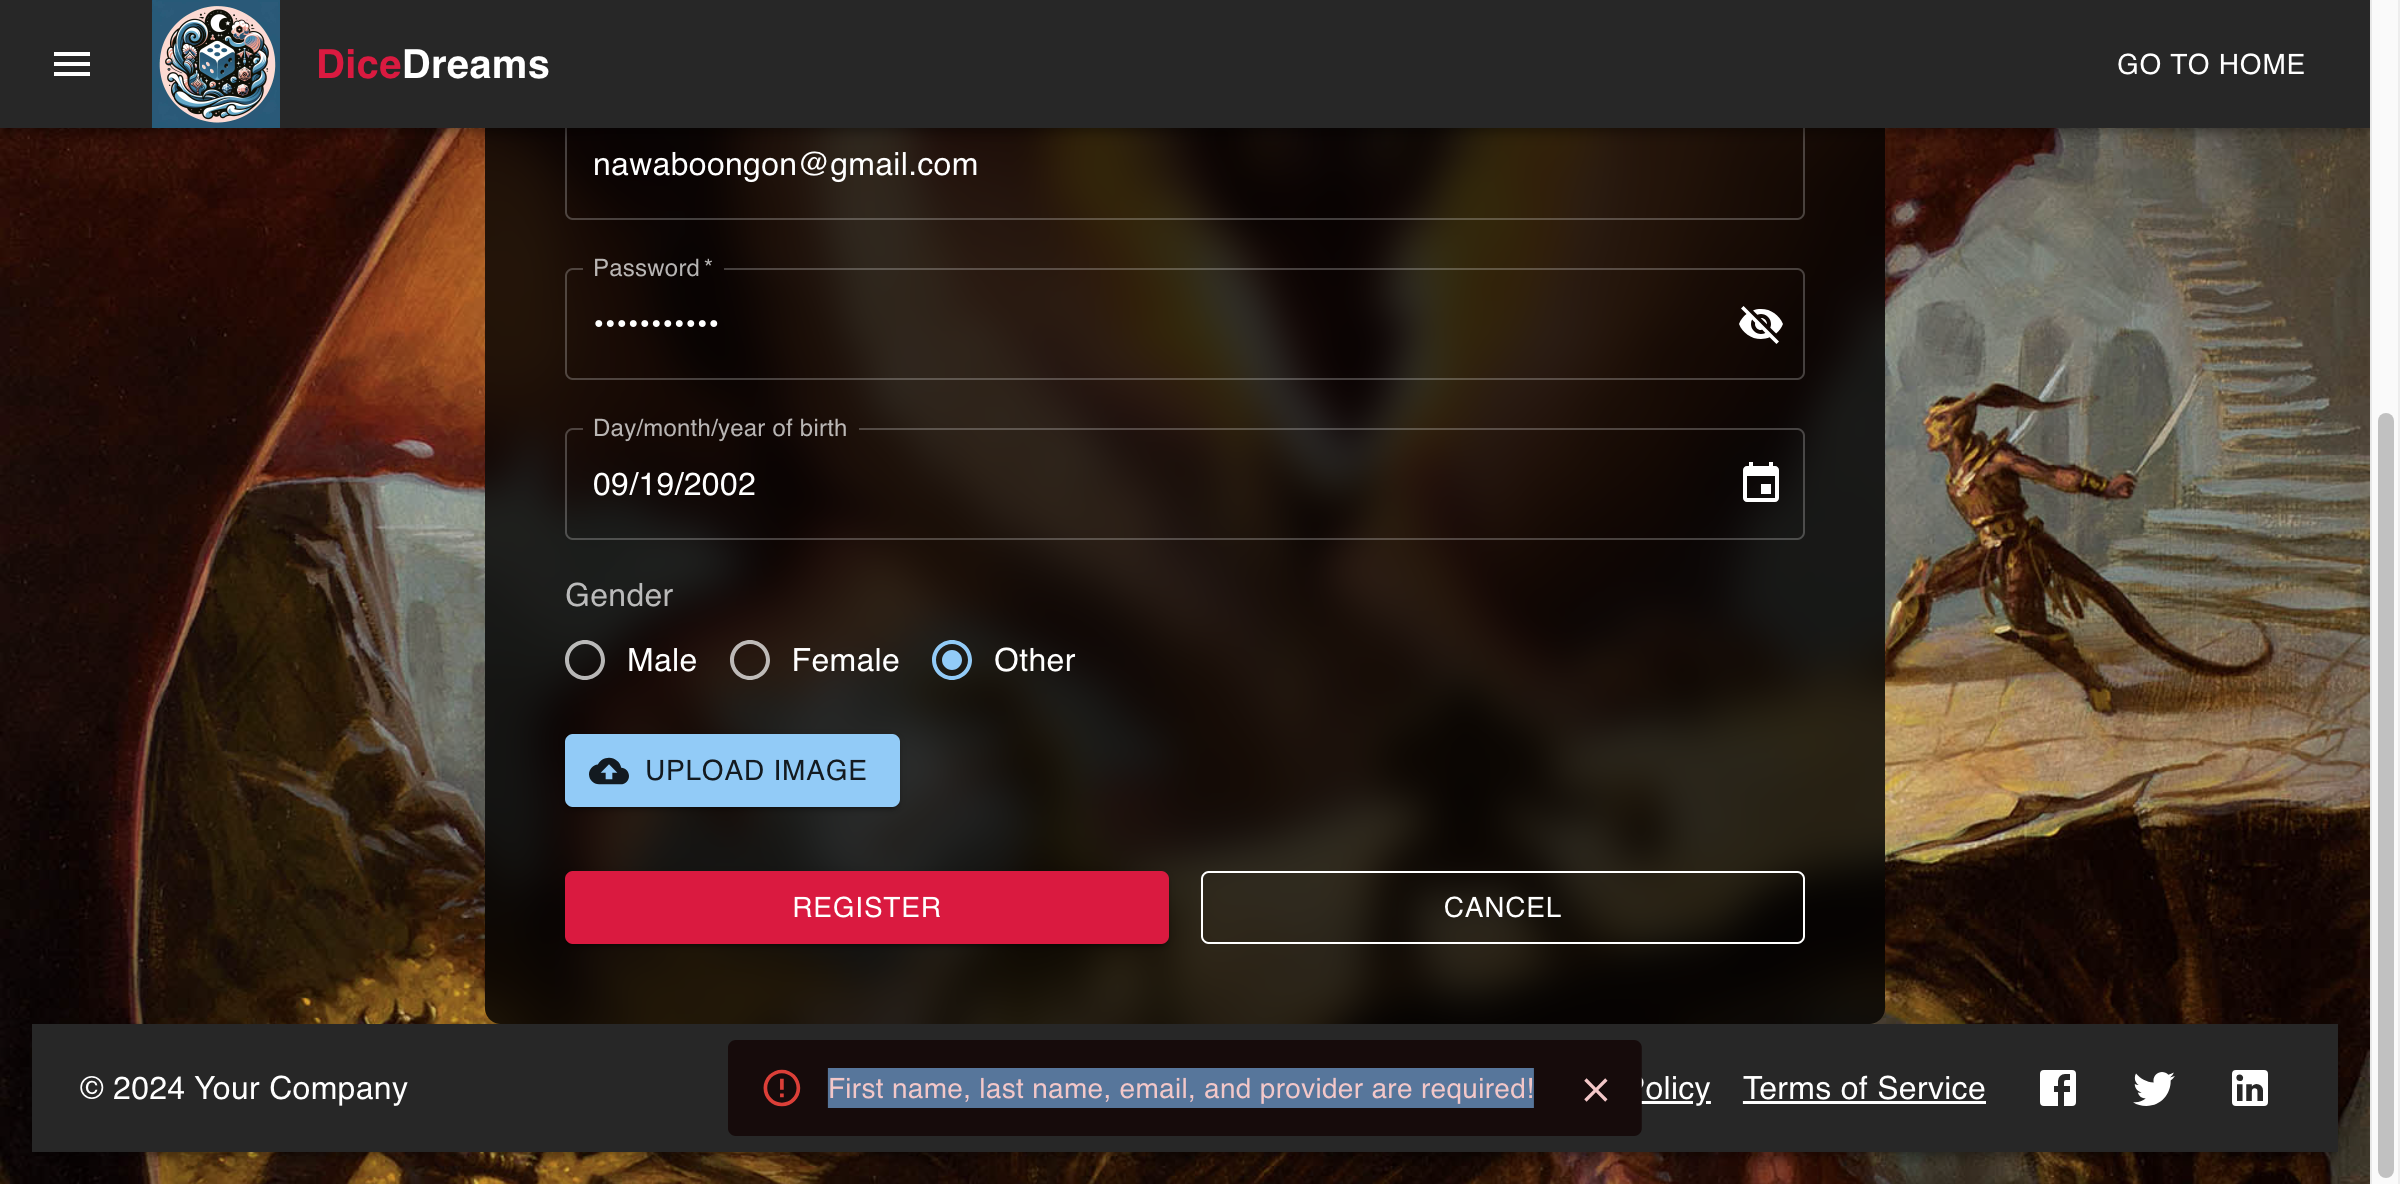 DiceDreams
GO TO HOME
nawaboongon@gmail.com
Password *
•••••••••••
Day/month/year of birth
09/19/2002
Gender
Male
Female
Other
UPLOAD IMAGE
REGISTER
CANCEL
© 2024 Your Company
First name, last name, email, and provider are required!
Policy
Terms of Service